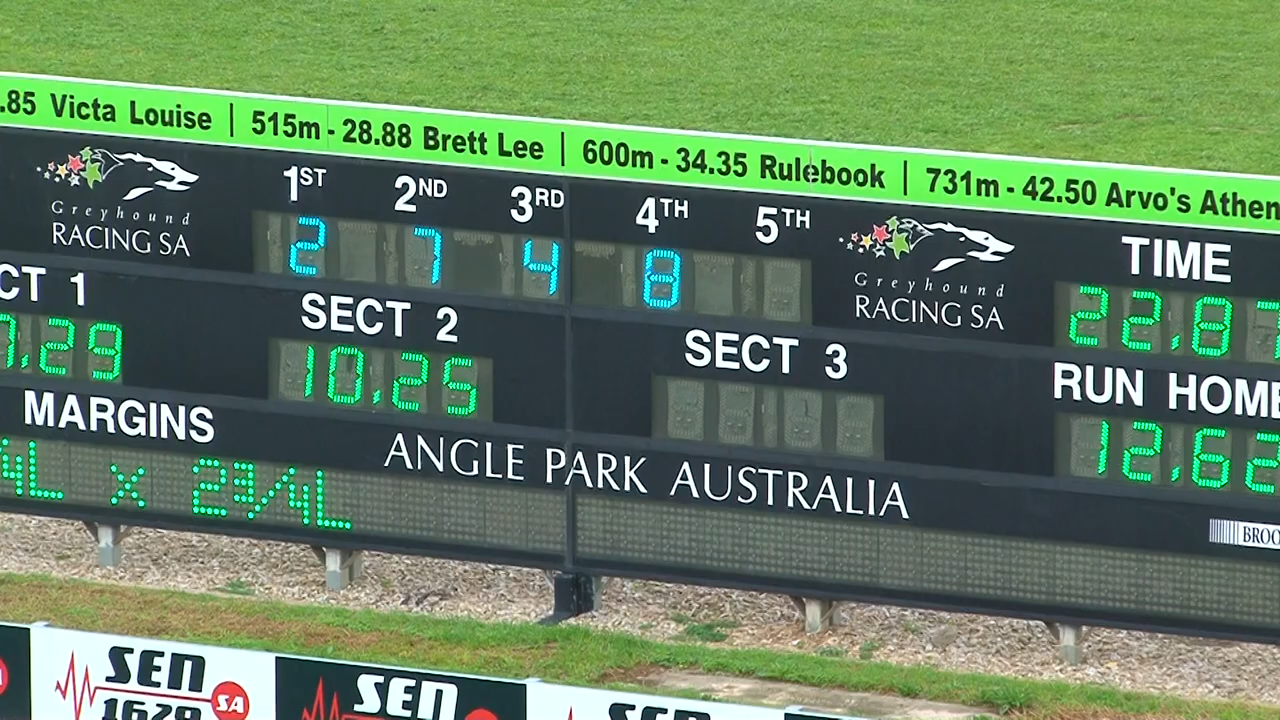 .85 Victa Louise | 515m - 28.88 Brett Lee | 600m - 34.35 Rulebook | 731m - 42.50 Arvo's Athen
1ST 2ND 3RD 4TH 5TH
2 7 4 8
Greyhound
RACING SA
Greyhound
RACING SA
TIME
22.87
CT 1
7.29
SECT 2
10.25
SECT 3
RUN HOME
12.62
MARGINS
4L x 2 3/4L
ANGLE PARK AUSTRALIA
BROO
SEN
SA
1629
SEN
SEN